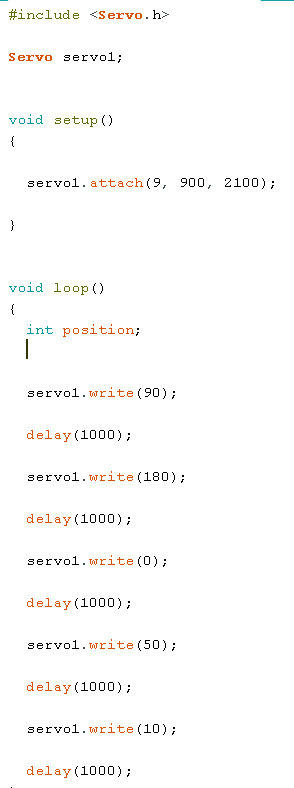 #include <Servo.h>
Servo servo1;
void setup()
{
servo1.attach(9, 900, 2100);
}
void loop()
{
int position;
servo1.write(90);
delay(1000);
servo1.write(180);
delay(1000);
servo1.write(0);
delay(1000);
servo1.write(50);
delay(1000);
servo1.write(10);
delay(1000);